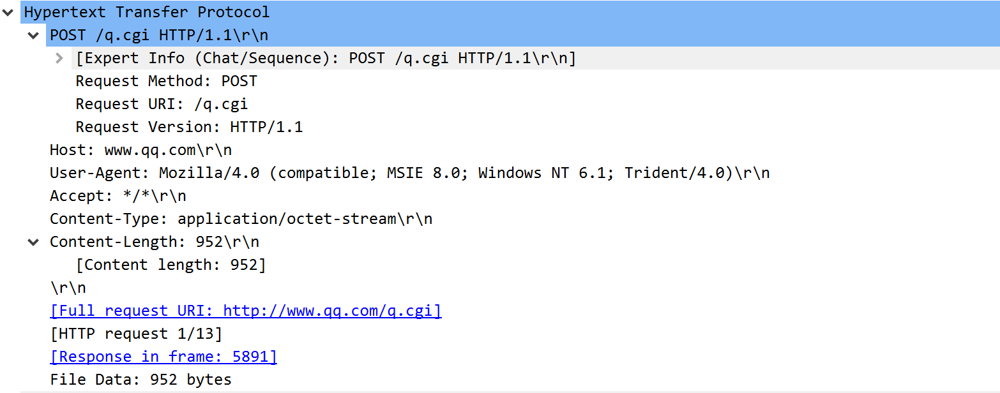 Hypertext Transfer Protocol
POST /q.cgi HTTP/1.1\r\n
[Expert Info (Chat/Sequence): POST /q.cgi HTTP/1.1\r\n]
Request Method: POST
Request URI: /q.cgi
Request Version: HTTP/1.1
Host: www.qq.com\r\n
User-Agent: Mozilla/4.0 (compatible; MSIE 8.0; Windows NT 6.1; Trident/4.0)\r\n
Accept: */*\r\n
Content-Type: application/octet-stream\r\n
Content-Length: 952\r\n
[Content length: 952]
\r\n
[Full request URI: http://www.qq.com/q.cgi]
[HTTP request 1/13]
[Response in frame: 5891]
File Data: 952 bytes